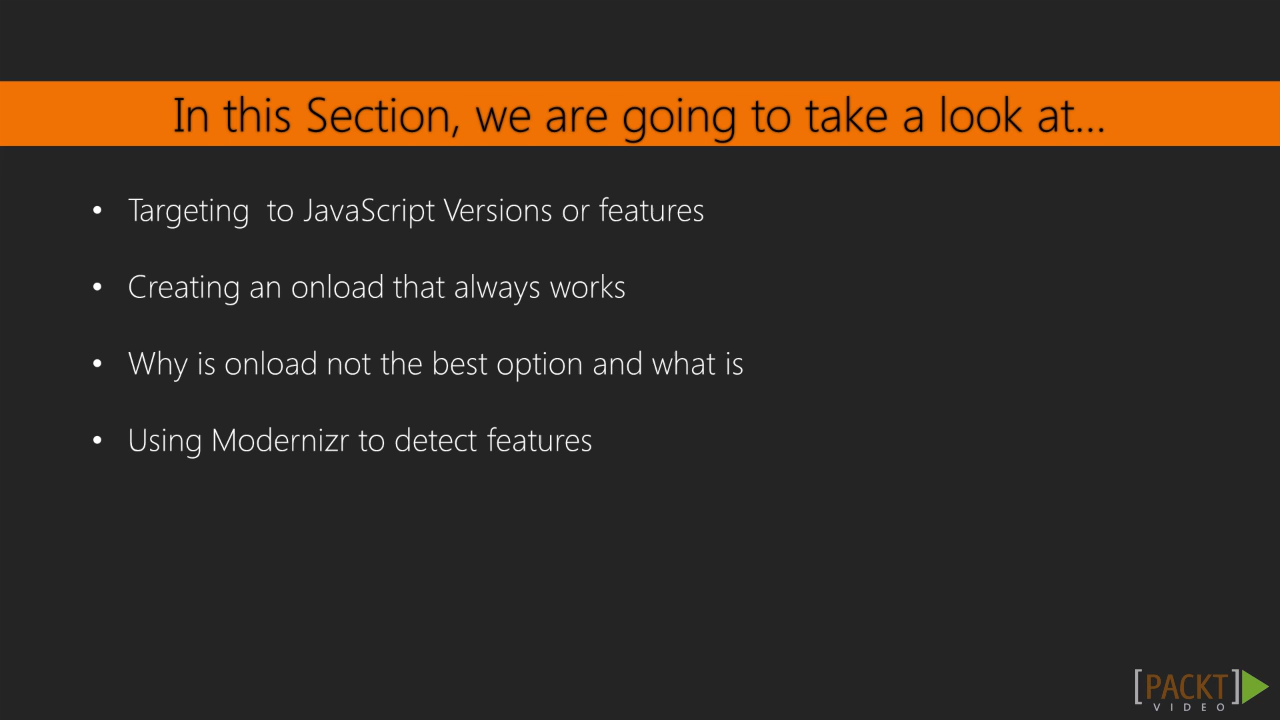 In this Section, we are going to take a look at...
• Targeting  to JavaScript Versions or features
• Creating an onload that always works
• Why is onload not the best option and what is
• Using Modernizr to detect features
[PACKT]
VIDEO